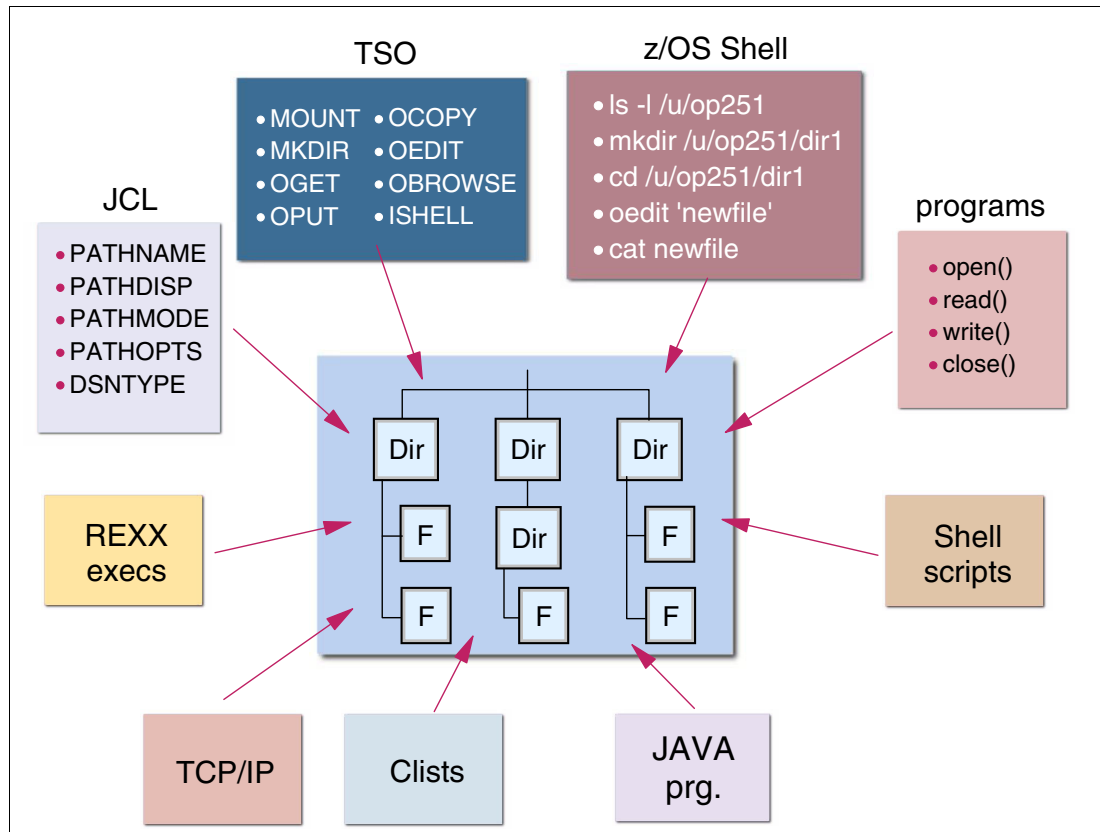 TSO
• MOUNT • OCOPY
• MKDIR • OEDIT
• OGET • OBROWSE
• OPUT • ISHELL
z/OS Shell
• ls -l /u/op251
• mkdir /u/op251/dir1
• cd /u/op251/dir1
• oedit 'newfile'
• cat newfile
JCL
• PATHNAME
• PATHDISP
• PATHMODE
• PATHOPTS
• DSNTYPE
programs
• open()
• read()
• write()
• close()
Dir Dir Dir
F Dir F
F F F
REXX
execs
Shell
scripts
TCP/IP
Clists
JAVA
prg.